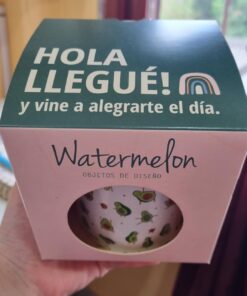 HOLA
LLEGUÉ!
y vine a alegrarte el día.
Watermelon
OBJETOS DE DISEÑO